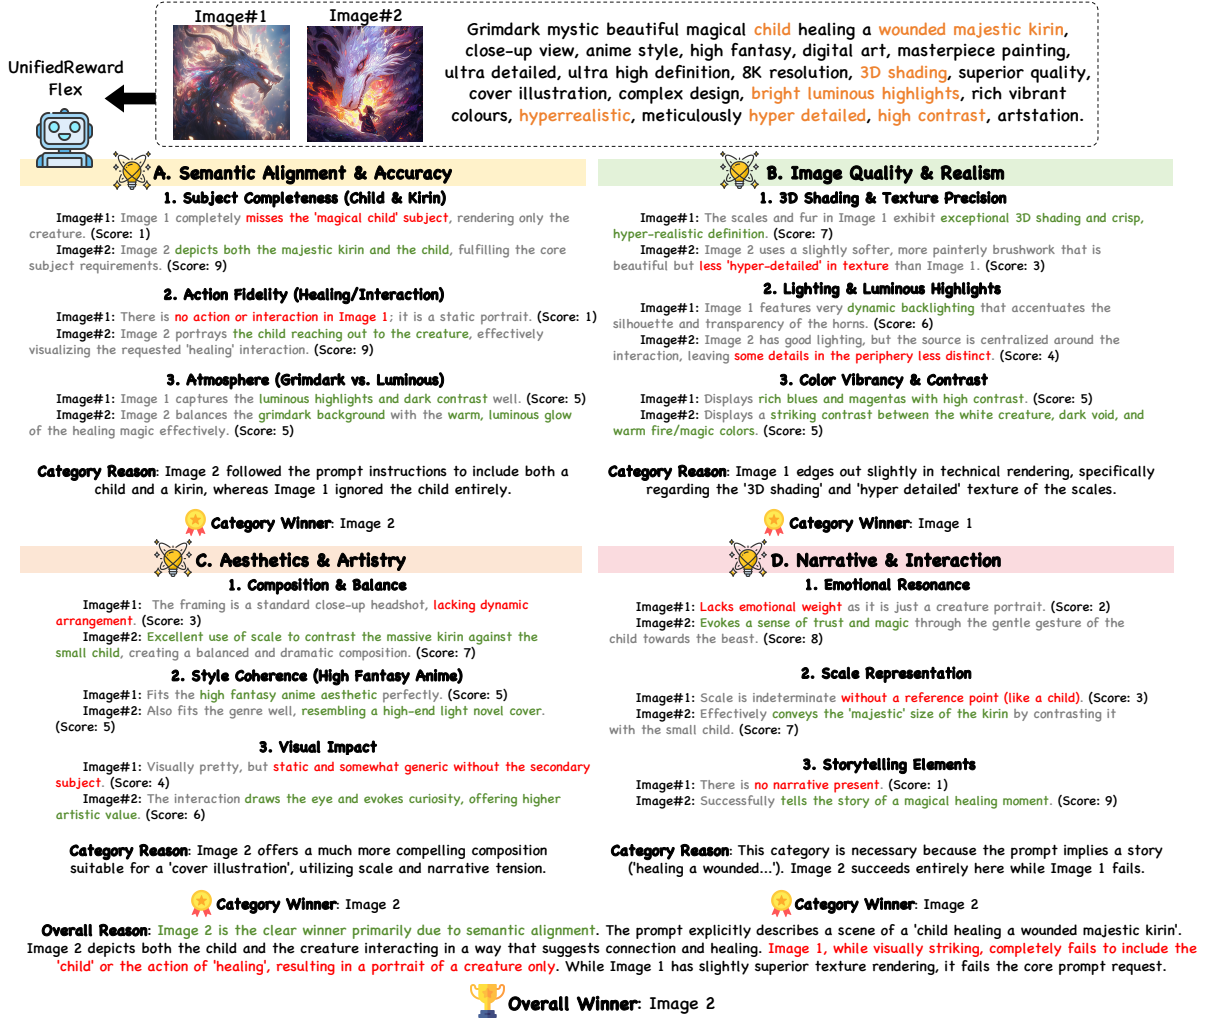 Image#1
Image#2
UnifiedReward
Flex
Grimdark mystic beautiful magical child healing a wounded majestic kirin,
close-up view, anime style, high fantasy, digital art, masterpiece painting,
ultra detailed, ultra high definition, 8K resolution, 3D shading, superior quality,
cover illustration, complex design, bright luminous highlights, rich vibrant
colours, hyperrealistic, meticulously hyper detailed, high contrast, artstation.
A. Semantic Alignment & Accuracy
1. Subject Completeness (Child & Kirin)
Image#1: Image 1 completely misses the 'magical child' subject, rendering only the
creature. (Score: 1)
Image#2: Image 2 depicts both the majestic kirin and the child, fulfilling the core
subject requirements. (Score: 9)
2. Action Fidelity (Healing/Interaction)
Image#1: There is no action or interaction in Image 1; it is a static portrait. (Score: 1)
Image#2: Image 2 portrays the child reaching out to the creature, effectively
visualizing the requested 'healing' interaction. (Score: 9)
3. Atmosphere (Grimdark vs. Luminous)
Image#1: Image 1 captures the luminous highlights and dark contrast well. (Score: 5)
Image#2: Image 2 balances the grimdark background with the warm, luminous glow
of the healing magic effectively. (Score: 5)
Category Reason: Image 2 followed the prompt instructions to include both a
child and a kirin, whereas Image 1 ignored the child entirely.
Category Winner: Image 2
B. Image Quality & Realism
1. 3D Shading & Texture Precision
Image#1: The scales and fur in Image 1 exhibit exceptional 3D shading and crisp,
hyper-realistic definition. (Score: 7)
Image#2: Image 2 uses a slightly softer, more painterly brushwork that is
beautiful but less 'hyper-detailed' in texture than Image 1. (Score: 3)
2. Lighting & Luminous Highlights
Image#1: Image 1 features very dynamic backlighting that accentuates the
silhouette and transparency of the horns. (Score: 6)
Image#2: Image 2 has good lighting, but the source is centralized around the
interaction, leaving some details in the periphery less distinct. (Score: 4)
3. Color Vibrancy & Contrast
Image#1: Displays rich blues and magentas with high contrast. (Score: 5)
Image#2: Displays a striking contrast between the white creature, dark void, and
warm fire/magic colors. (Score: 5)
Category Reason: Image 1 edges out slightly in technical rendering, specifically
regarding the '3D shading' and 'hyper detailed' texture of the scales.
Category Winner: Image 1
C. Aesthetics & Artistry
1. Composition & Balance
Image#1: The framing is a standard close-up headshot, lacking dynamic
arrangement. (Score: 3)
Image#2: Excellent use of scale to contrast the massive kirin against the
small child, creating a balanced and dramatic composition. (Score: 7)
2. Style Coherence (High Fantasy Anime)
Image#1: Fits the high fantasy anime aesthetic perfectly. (Score: 5)
Image#2: Also fits the genre well, resembling a high-end light novel cover.
(Score: 5)
3. Visual Impact
Image#1: Visually pretty, but static and somewhat generic without the secondary
subject. (Score: 4)
Image#2: The interaction draws the eye and evokes curiosity, offering higher
artistic value. (Score: 6)
Category Reason: Image 2 offers a much more compelling composition
suitable for a 'cover illustration', utilizing scale and narrative tension.
Category Winner: Image 2
D. Narrative & Interaction
1. Emotional Resonance
Image#1: Lacks emotional weight as it is just a creature portrait. (Score: 2)
Image#2: Evokes a sense of trust and magic through the gentle gesture of the
child towards the beast. (Score: 8)
2. Scale Representation
Image#1: Scale is indeterminate without a reference point (like a child). (Score: 3)
Image#2: Effectively conveys the 'majestic' size of the kirin by contrasting it
with the small child. (Score: 7)
3. Storytelling Elements
Image#1: There is no narrative present. (Score: 1)
Image#2: Successfully tells the story of a magical healing moment. (Score: 9)
Category Reason: This category is necessary because the prompt implies a story
('healing a wounded...'). Image 2 succeeds entirely here while Image 1 fails.
Category Winner: Image 2
Overall Reason: Image 2 is the clear winner primarily due to semantic alignment. The prompt explicitly describes a scene of a 'child healing a wounded majestic kirin'.
Image 2 depicts both the child and the creature interacting in a way that suggests connection and healing. Image 1, while visually striking, completely fails to include the
'child' or the action of 'healing', resulting in a portrait of a creature only. While Image 1 has slightly superior texture rendering, it fails the core prompt request.
Overall Winner: Image 2